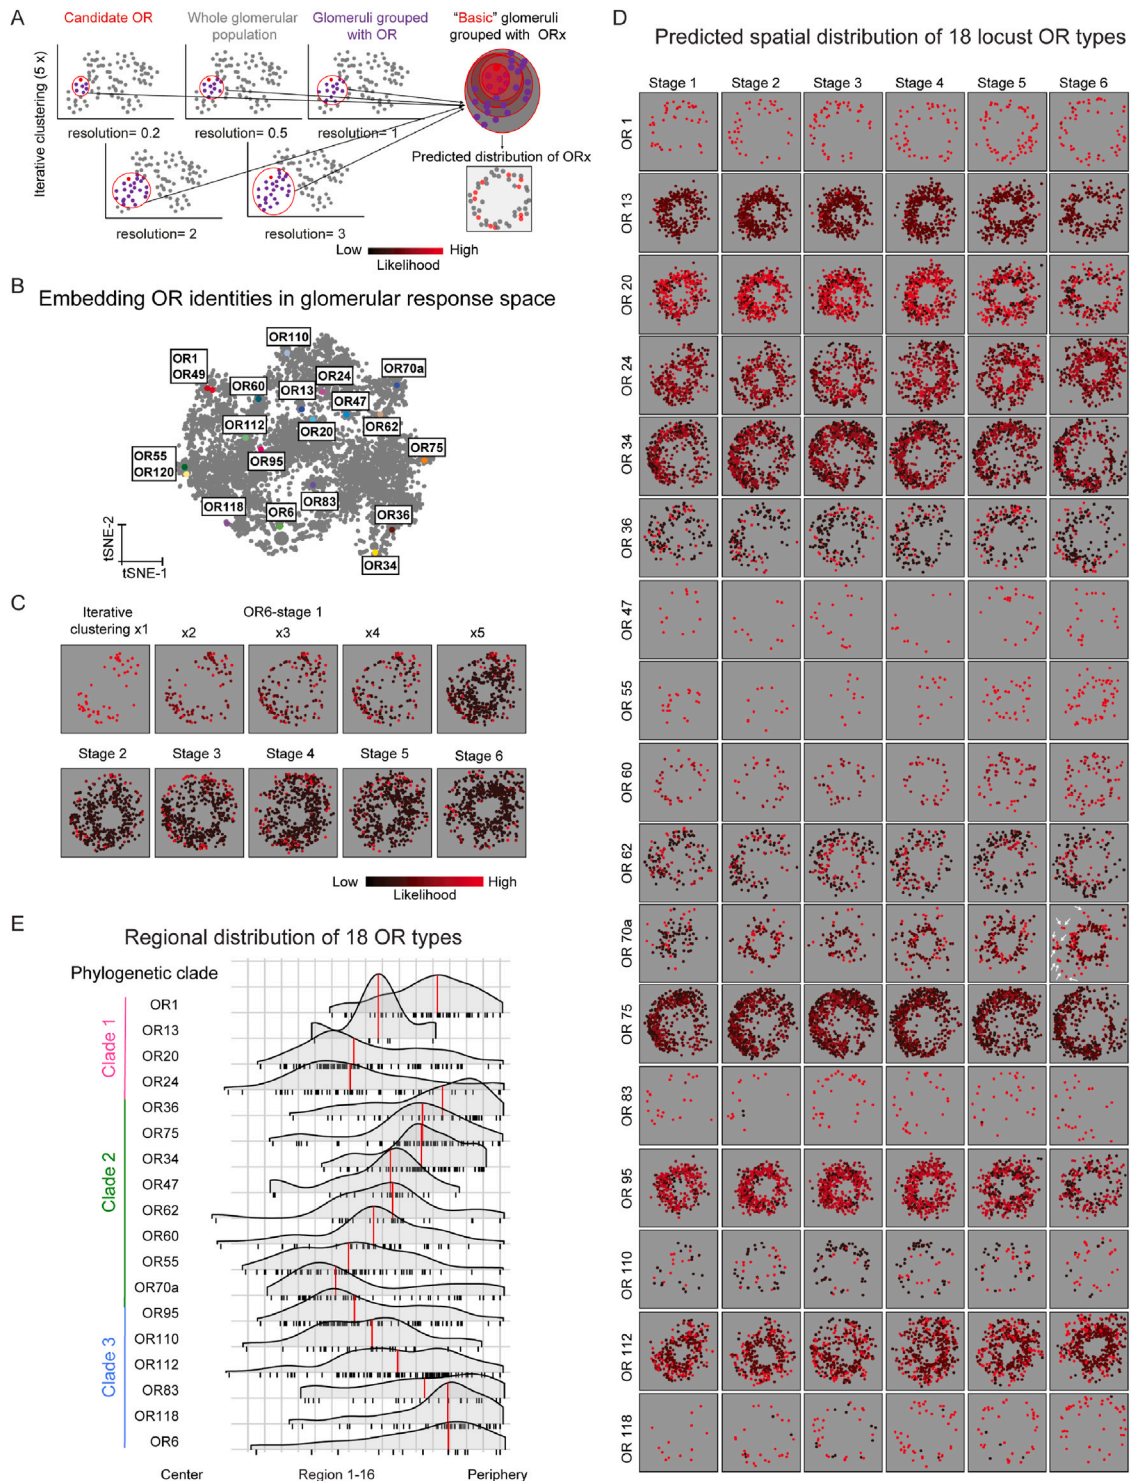 A
Candidate OR
Whole glomerular
population
Glomeruli grouped
with OR
"Basic" glomeruli
grouped with ORx
Iterative clustering (5 x)
resolution= 0.2
resolution= 0.5
resolution= 1
resolution= 2
resolution= 3
Predicted distribution of ORx
Low
High
Likelihood
B
Embedding OR identities in glomerular response space
OR110
OR1
OR49
OR60
OR13
OR24
OR70a
OR47
OR112
OR20
OR62
OR55
OR120
OR95
OR75
OR83
OR118
OR6
OR36
OR34
tSNE-2
tSNE-1
C
Iterative
clustering x1
OR6-stage 1
x2
x3
x4
x5
Stage 2
Stage 3
Stage 4
Stage 5
Stage 6
Low
High
Likelihood
E
Regional distribution of 18 OR types
Phylogenetic clade
Clade 1
Clade 2
Clade 3
OR1
OR13
OR20
OR24
OR36
OR75
OR34
OR47
OR62
OR60
OR55
OR70a
OR95
OR110
OR112
OR83
OR118
OR6
Center
Region 1-16
Periphery
D
Predicted spatial distribution of 18 locust OR types
Stage 1
Stage 2
Stage 3
Stage 4
Stage 5
Stage 6
OR 1
OR 13
OR 20
OR 24
OR 34
OR 36
OR 47
OR 55
OR 60
OR 62
OR 70a
OR 75
OR 83
OR 95
OR 110
OR 112
OR 118